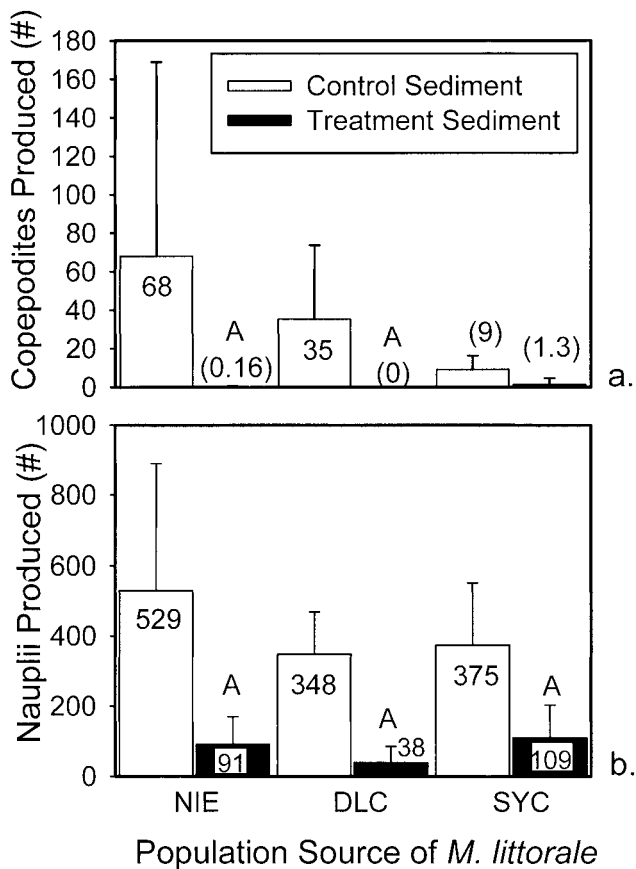 Copepodites Produced (#)
180
160
140
120
100
80
60
40
20
0
Control Sediment
Treatment Sediment
68
A
(0.16)
35
A
(0)
(9)
(1.3)
a.
Nauplii Produced (#)
1000
800
600
400
200
0
529
A
91
348
A
38
375
A
109
b.
NIE DLC SYC
Population Source of M. littorale